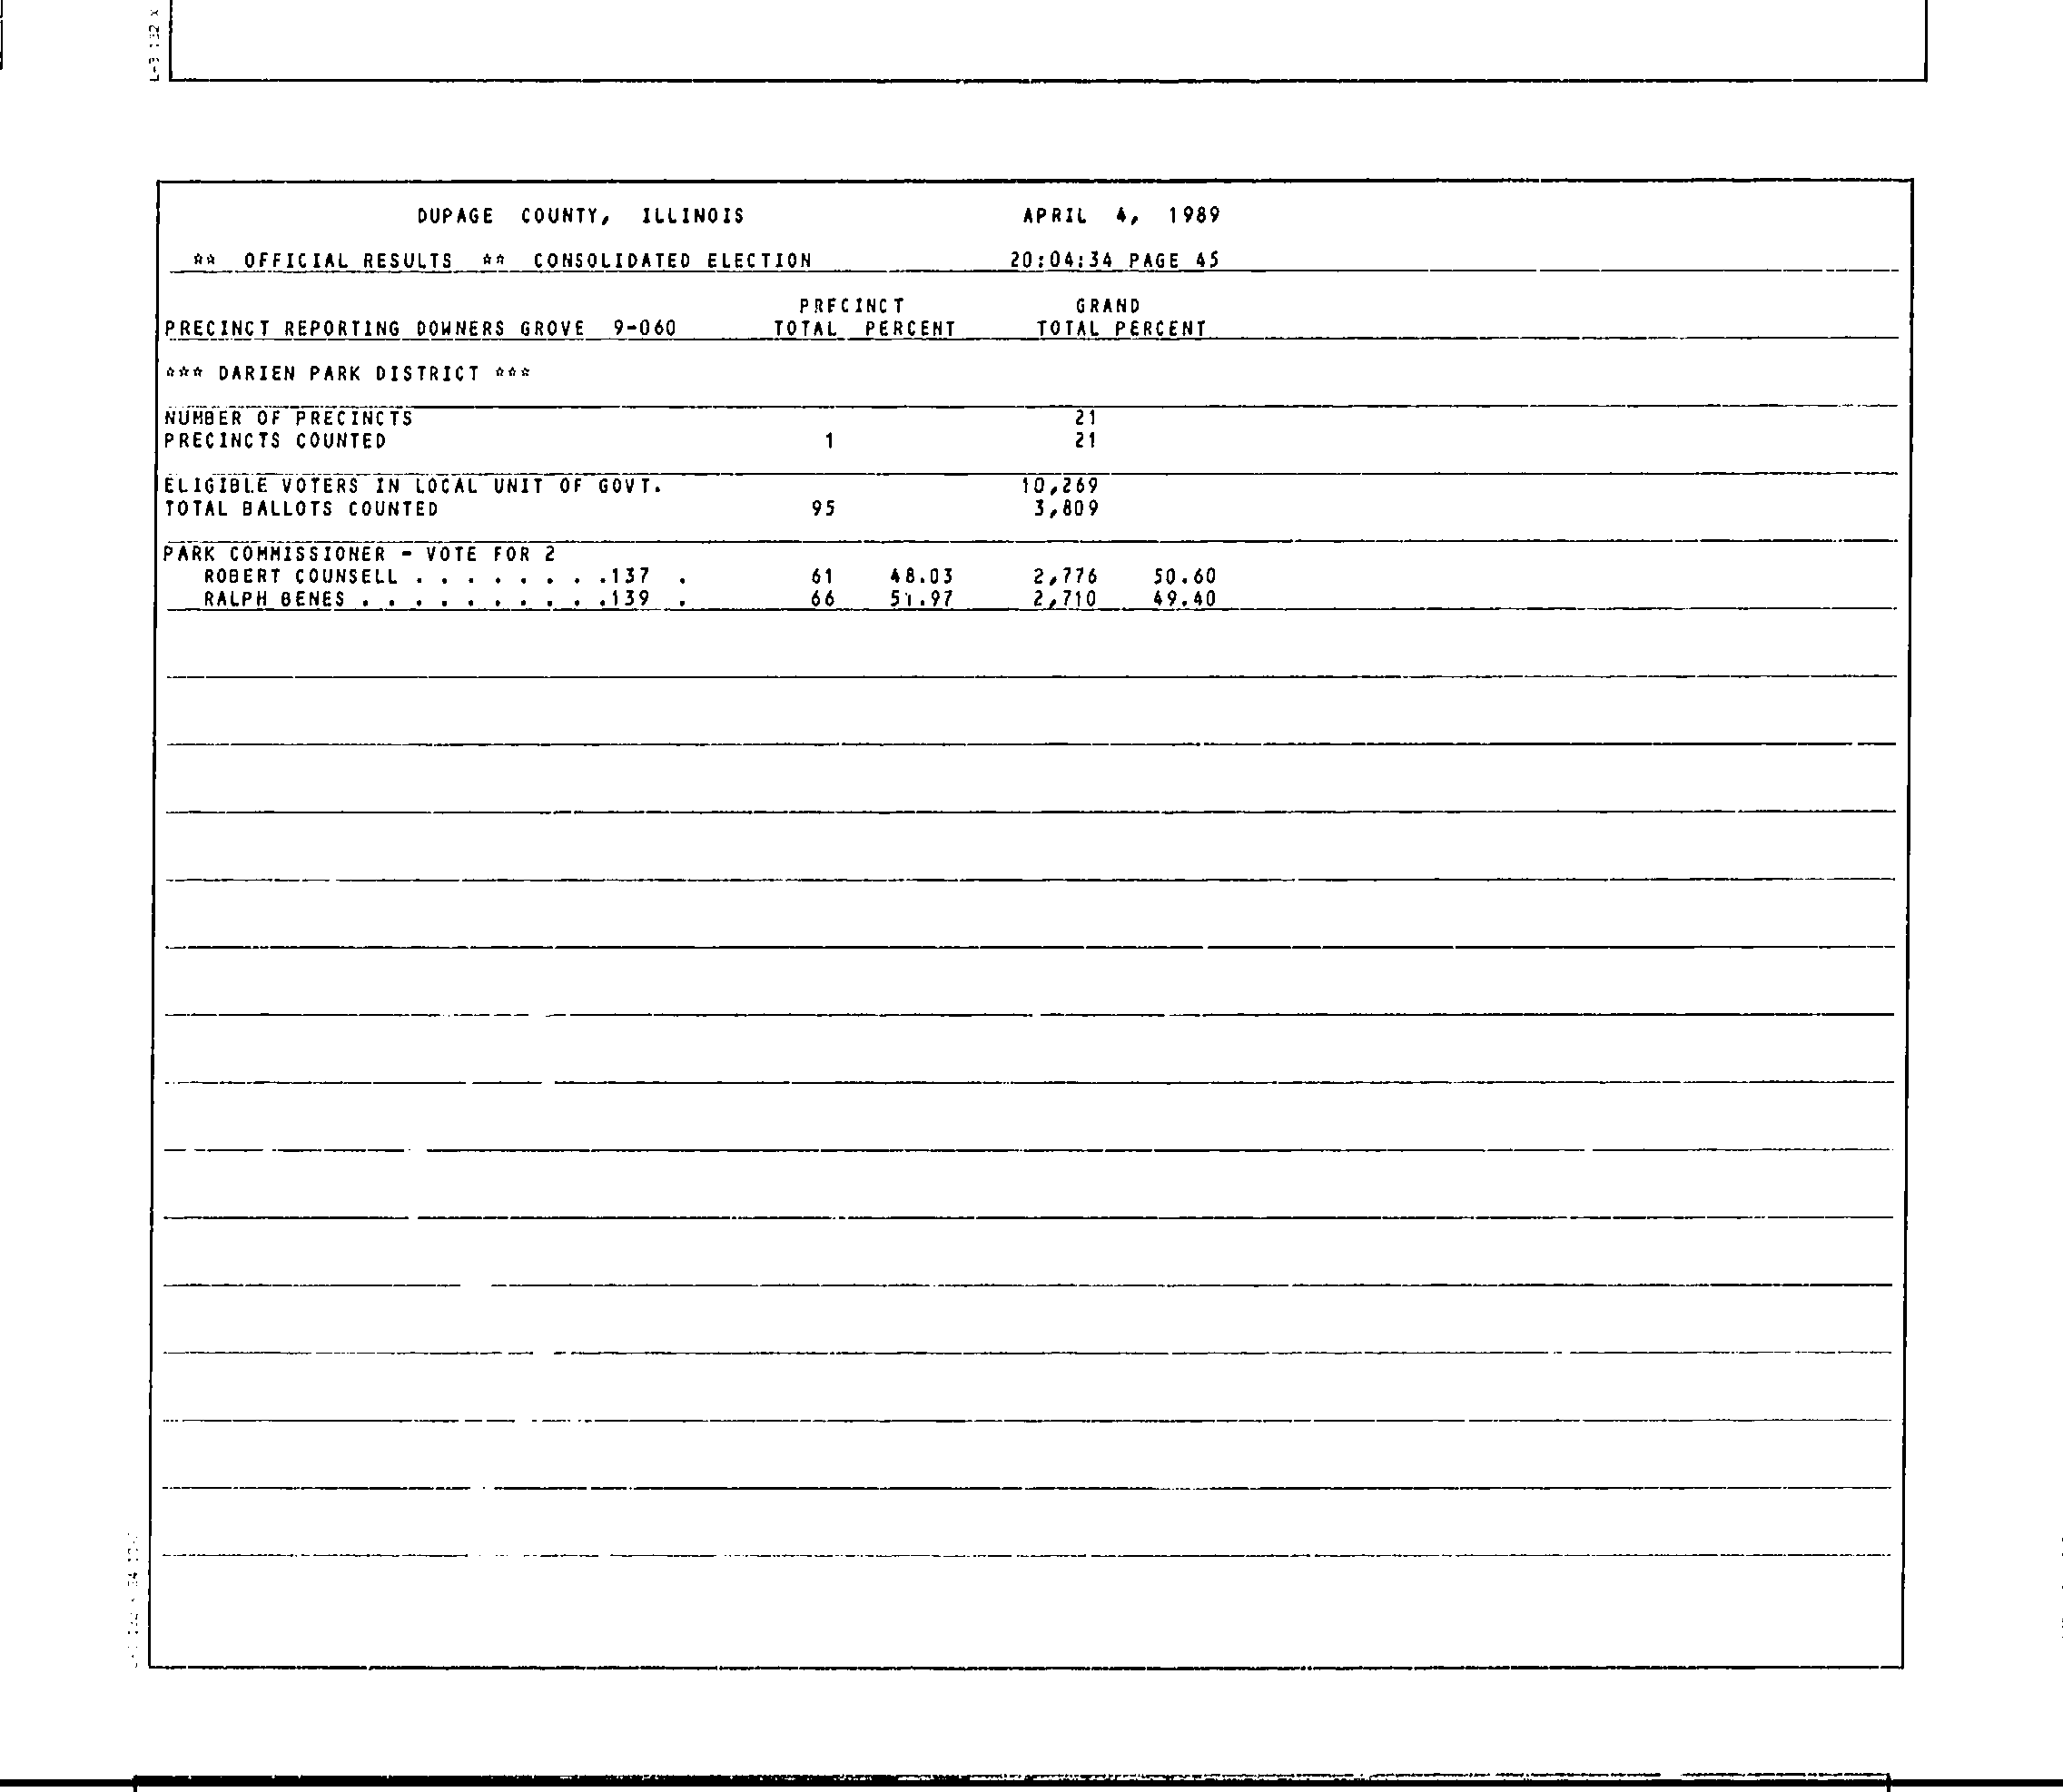 L-3 132 X
DUPAGE COUNTY, ILLINOIS APRIL 4, 1989
** OFFICIAL RESULTS ** CONSOLIDATED ELECTION 20:04:34 PAGE 45
PRECINCT GRAND
PRECINCT REPORTING DOWNERS GROVE 9-060 TOTAL PERCENT TOTAL PERCENT
*** DARIEN PARK DISTRICT ***
NUMBER OF PRECINCTS 21
PRECINCTS COUNTED 1 21
ELIGIBLE VOTERS IN LOCAL UNIT OF GOVT. 10,269
TOTAL BALLOTS COUNTED 95 3,809
PARK COMMISSIONER - VOTE FOR 2
ROBERT COUNSELL . . . . . . . .137 . 61 48.03 2,776 50.60
RALPH BENES . . . . . . . . . .139 . 66 51.97 2,710 49.40